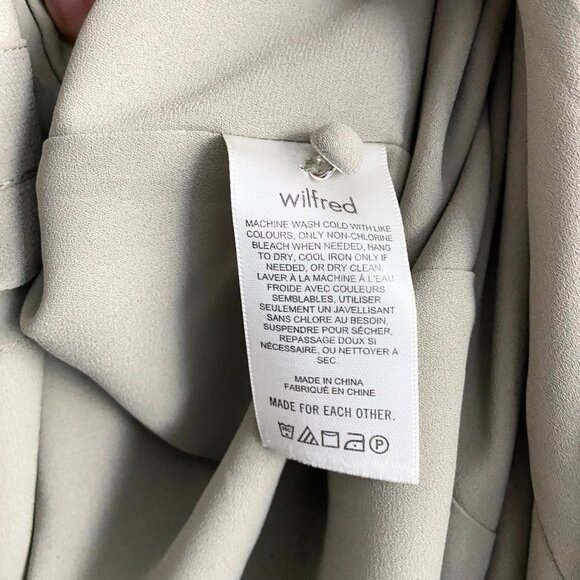 wilfred
MACHINE WASH COLD WITH LIKE
COLOURS, ONLY NON-CHLORINE
BLEACH WHEN NEEDED, HANG
TO DRY, COOL IRON ONLY IF
NEEDED, OR DRY CLEAN.
LAVER À LA MACHINE À L'EAU
FROIDE AVEC COULEURS
SEMBLABLES, UTILISER
SEULEMENT UN JAVELLISANT
SANS CHLORE AU BESOIN,
SUSPENDRE POUR SÉCHER,
REPASSAGE DOUX SI
NÉCESSAIRE, OU NETTOYER À
SEC
MADE IN CHINA
FABRIQUÉ EN CHINE
MADE FOR EACH OTHER.
P